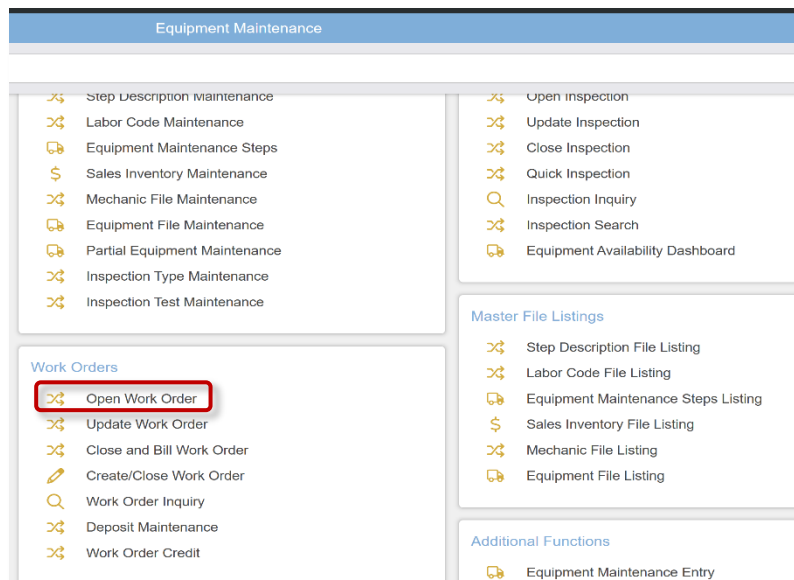 Equipment Maintenance
Step Description Maintenance
Labor Code Maintenance
Equipment Maintenance Steps
$ Sales Inventory Maintenance
Mechanic File Maintenance
Equipment File Maintenance
Partial Equipment Maintenance
Inspection Type Maintenance
Inspection Test Maintenance
Work Orders
Open Work Order
Update Work Order
Close and Bill Work Order
Create/Close Work Order
Work Order Inquiry
Deposit Maintenance
Work Order Credit
Open Inspection
Update Inspection
Close Inspection
Quick Inspection
Inspection Inquiry
Inspection Search
Equipment Availability Dashboard
Master File Listings
Step Description File Listing
Labor Code File Listing
Equipment Maintenance Steps Listing
$ Sales Inventory File Listing
Mechanic File Listing
Equipment File Listing
Additional Functions
Equipment Maintenance Entry